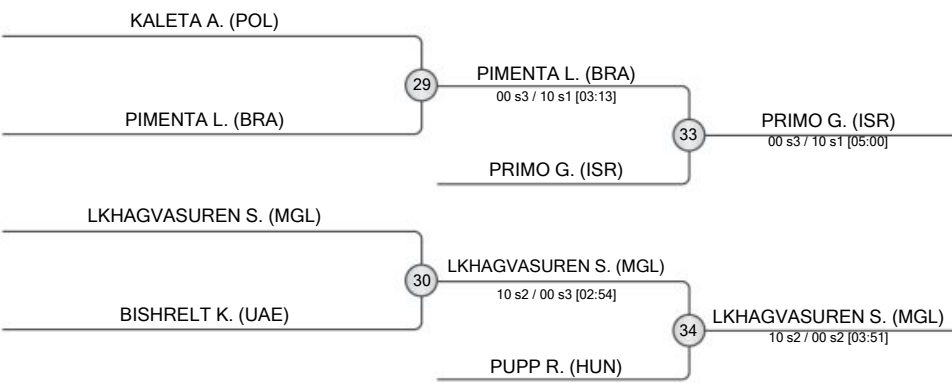 KALETA A. (POL)
29
PIMENTA L. (BRA)
00 s3 / 10 s1 [03:13]
PIMENTA L. (BRA)
33
PRIMO G. (ISR)
00 s3 / 10 s1 [05:00]
PRIMO G. (ISR)
LKHAGVASUREN S. (MGL)
30
LKHAGVASUREN S. (MGL)
10 s2 / 00 s3 [02:54]
BISHRELT K. (UAE)
34
LKHAGVASUREN S. (MGL)
10 s2 / 00 s2 [03:51]
PUPP R. (HUN)